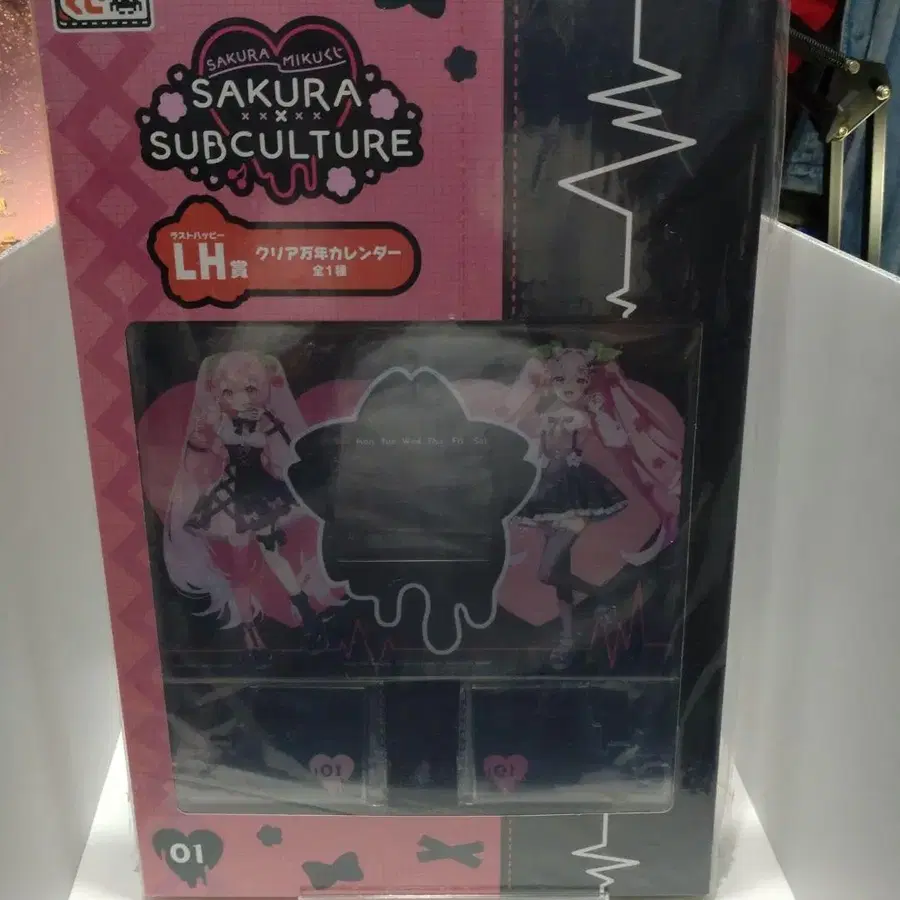 くじ
SAKURA MIKUくじ
SAKURA
×××××
SUBCULTURE
ラストハッピー
LH賞
クリア万年カレンダー
全1種
Mon Tue Wed Thu Fri Sat
01
01
01